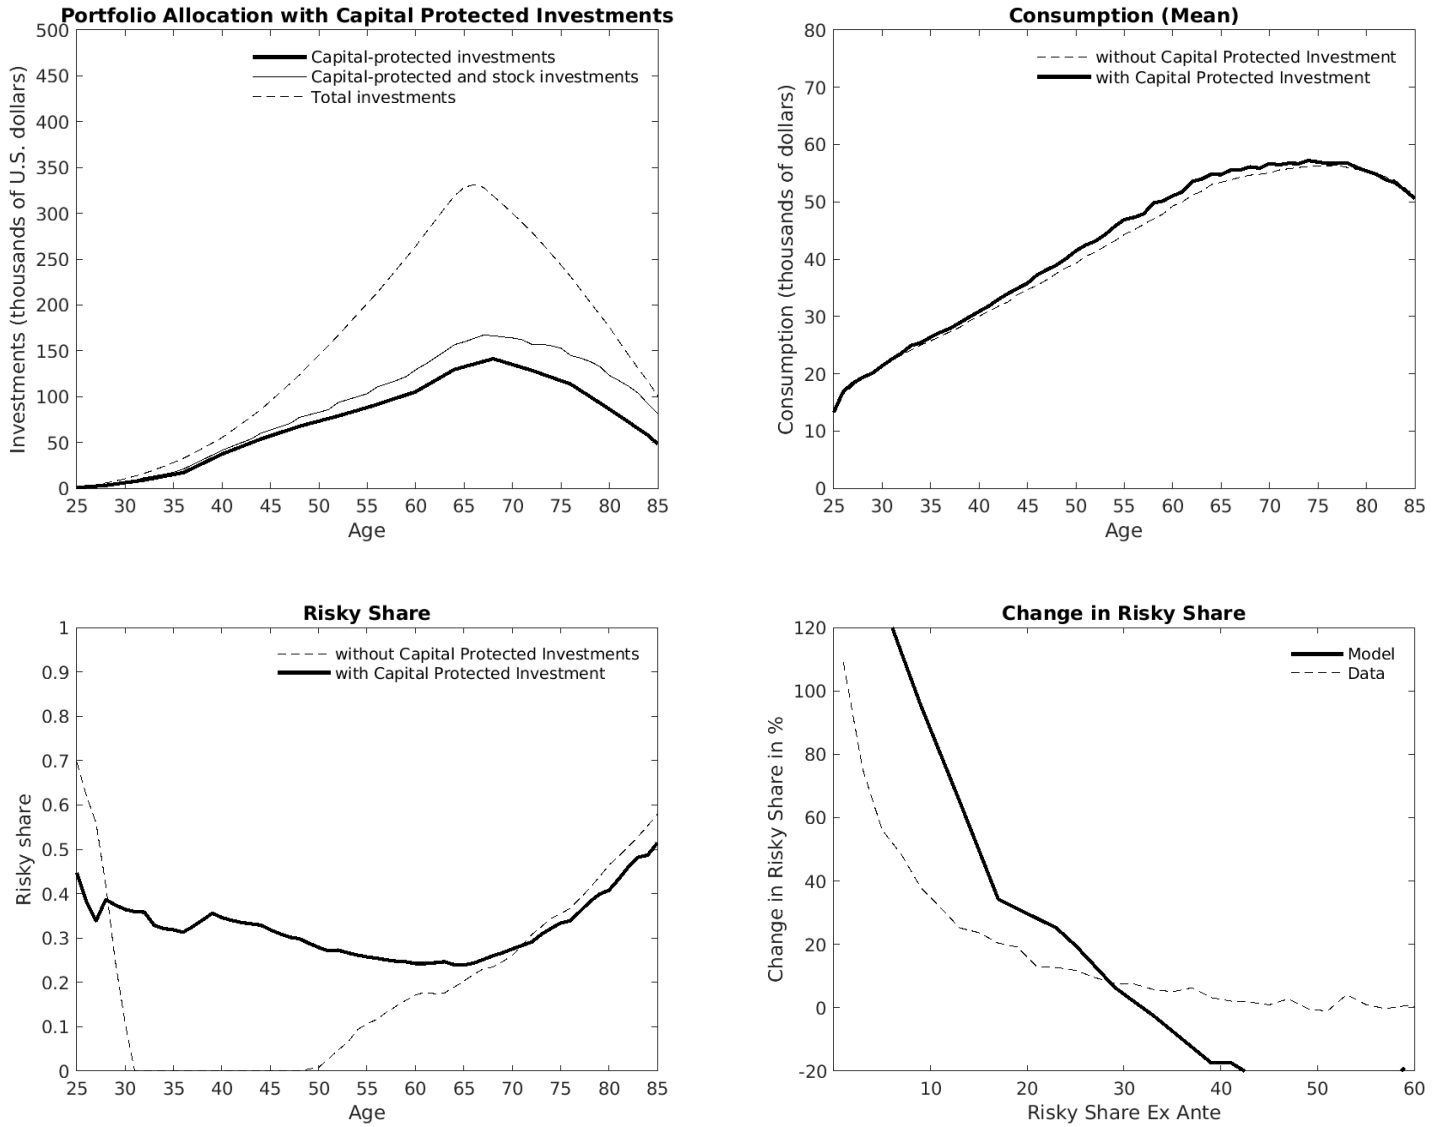 Portfolio Allocation with Capital Protected Investments
500
450
400
350
300
250
200
150
100
50
0
Investments (thousands of U.S. dollars)
Capital-protected investments
Capital-protected and stock investments
Total investments
25 30 35 40 45 50 55 60 65 70 75 80 85
Age
Consumption (Mean)
80
70
60
50
40
30
20
10
0
Consumption (thousands of dollars)
without Capital Protected Investment
with Capital Protected Investment
25 30 35 40 45 50 55 60 65 70 75 80 85
Age
Risky Share
1
0.9
0.8
0.7
0.6
0.5
0.4
0.3
0.2
0.1
0
Risky share
without Capital Protected Investments
with Capital Protected Investment
25 30 35 40 45 50 55 60 65 70 75 80 85
Age
Change in Risky Share
120
100
80
60
40
20
0
-20
Change in Risky Share in %
Model
Data
10 20 30 40 50 60
Risky Share Ex Ante